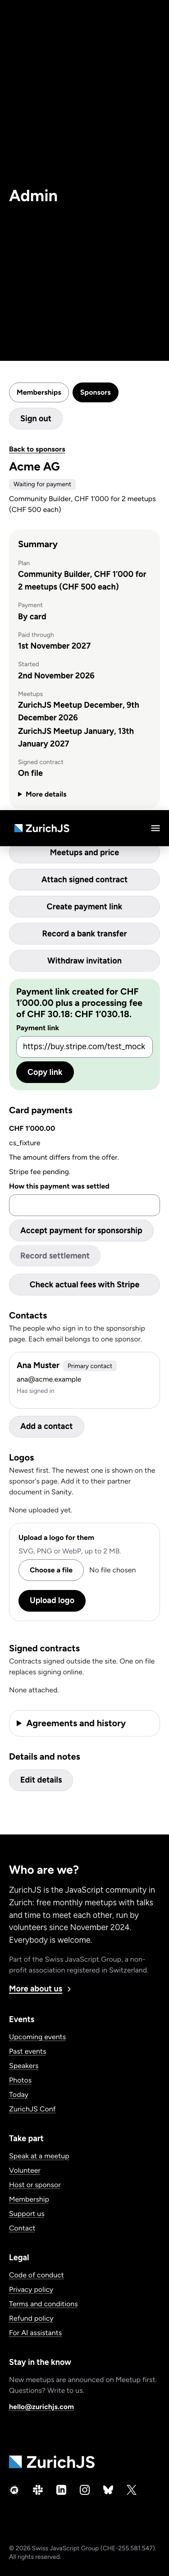 Admin
Memberships
Sponsors
Sign out
Back to sponsors
Acme AG
Waiting for payment
Community Builder, CHF 1'000 for 2 meetups
(CHF 500 each)
Summary
Plan
Community Builder, CHF 1'000 for
2 meetups (CHF 500 each)
Payment
By card
Paid through
1st November 2027
Started
2nd November 2026
Meetups
ZurichJS Meetup December, 9th
December 2026
ZurichJS Meetup January, 13th
January 2027
Signed contract
On file
More details
ZurichJS
Meetups and price
Attach signed contract
Create payment link
Record a bank transfer
Withdraw invitation
Payment link created for CHF
1'000.00 plus a processing fee
of CHF 30.18: CHF 1'030.18.
Payment link
https://buy.stripe.com/test_mock
Copy link
Card payments
CHF 1'000.00
cs_fixture
The amount differs from the offer.
Stripe fee pending.
How this payment was settled
Accept payment for sponsorship
Record settlement
Check actual fees with Stripe
Contacts
The people who sign in to the sponsorship
page. Each email belongs to one sponsor.
Ana Muster
Primary contact
ana@acme.example
Has signed in
Add a contact
Logos
Newest first. The newest one is shown on the
sponsor's page. Add it to their partner
document in Sanity.
None uploaded yet.
Upload a logo for them
SVG, PNG or WebP, up to 2 MB.
Choose a file
No file chosen
Upload logo
Signed contracts
Contracts signed outside the site. One on file
replaces signing online.
None attached.
Agreements and history
Details and notes
Edit details
Who are we?
ZurichJS is the JavaScript community in
Zurich: free monthly meetups with talks
and time to meet each other, run by
volunteers since November 2024.
Everybody is welcome.
Part of the Swiss JavaScript Group, a non-
profit association registered in Switzerland.
More about us
Events
Upcoming events
Past events
Speakers
Photos
Today
ZurichJS Conf
Take part
Speak at a meetup
Volunteer
Host or sponsor
Membership
Support us
Contact
Legal
Code of conduct
Privacy policy
Terms and conditions
Refund policy
For AI assistants
Stay in the know
New meetups are announced on Meetup first.
Questions? Write to us.
hello@zurichjs.com
ZurichJS
© 2026 Swiss JavaScript Group (CHE-255.581.547).
All rights reserved.